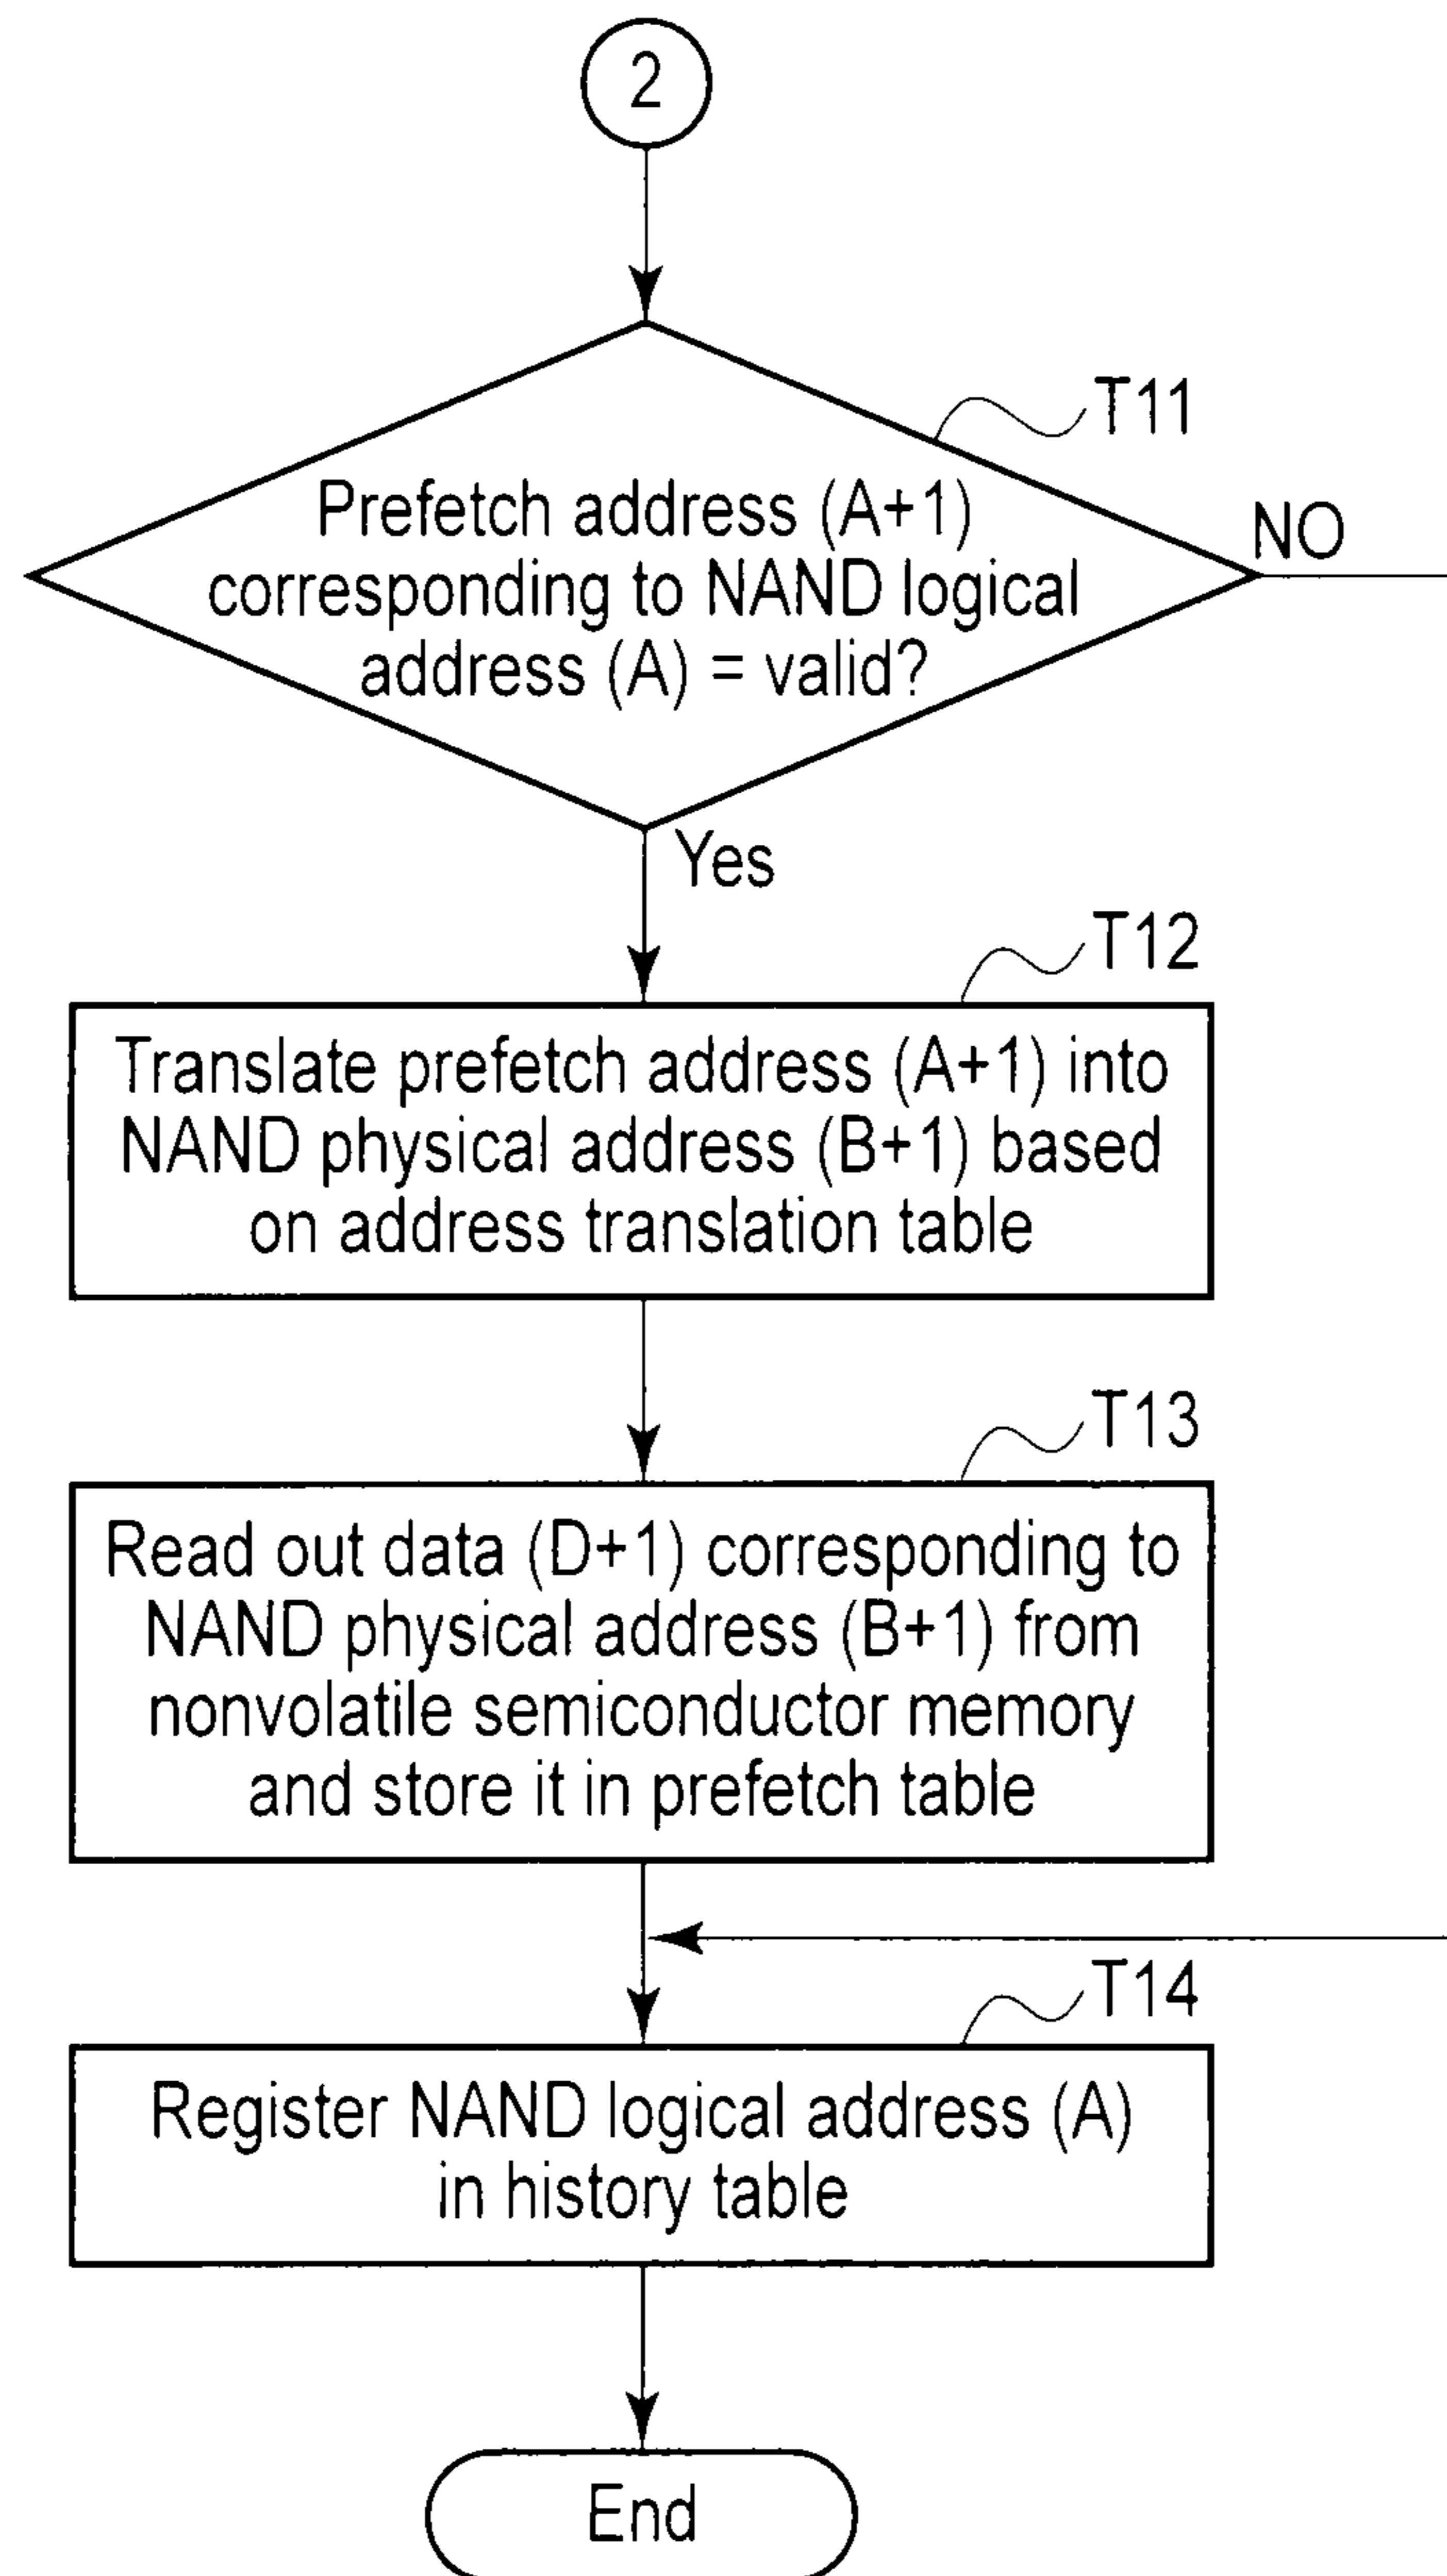 2
T11
Prefetch address (A+1)
corresponding to NAND logical
address (A) = valid?
NO
Yes
T12
Translate prefetch address (A+1) into
NAND physical address (B+1) based
on address translation table
T13
Read out data (D+1) corresponding to
NAND physical address (B+1) from
nonvolatile semiconductor memory
and store it in prefetch table
T14
Register NAND logical address (A)
in history table
End